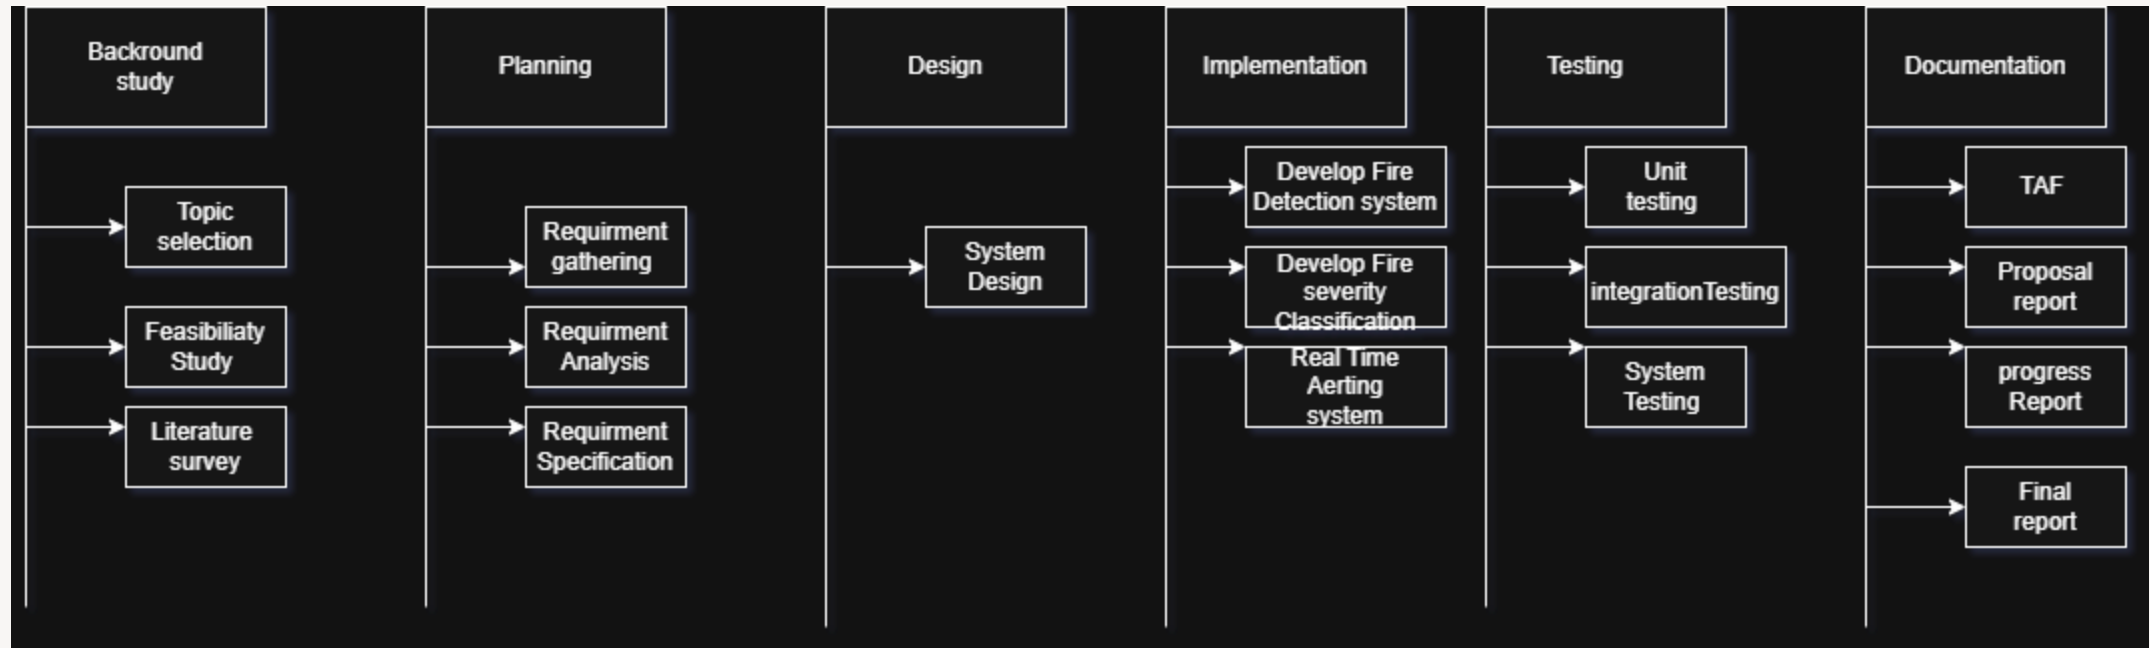 Backround
study
Topic
selection
Feasibiliaty
Study
Literature
survey
Planning
Requirment
gathering
Requirment
Analysis
Requirment
Specification
Design
System
Design
Implementation
Develop Fire
Detection system
Develop Fire
severity
Classification
Real Time
Aerting
system
Testing
Unit
testing
integrationTesting
System
Testing
Documentation
TAF
Proposal
report
progress
Report
Final
report